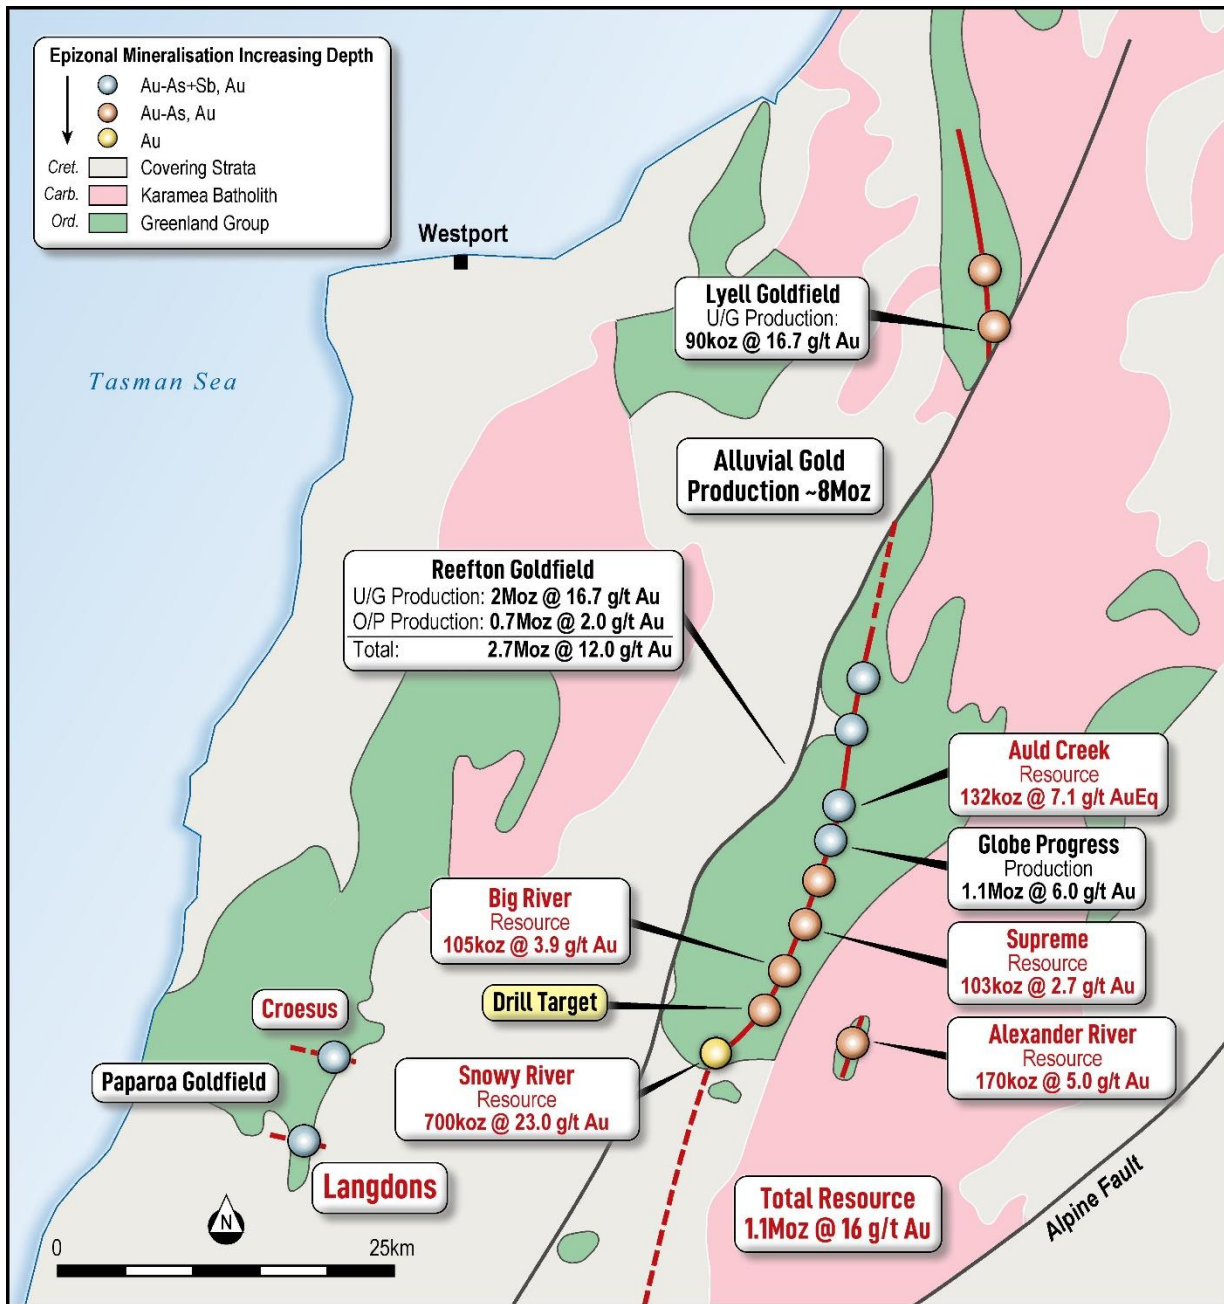 Epizonal Mineralisation Increasing Depth
Au-As+Sb, Au
Au-As, Au
Au
Cret. Covering Strata
Carb. Karamea Batholith
Ord. Greenland Group
Westport
Tasman Sea
Lyell Goldfield
U/G Production:
90koz @ 16.7 g/t Au
Alluvial Gold
Production ~8Moz
Reefton Goldfield
U/G Production: 2Moz @ 16.7 g/t Au
O/P Production: 0.7Moz @ 2.0 g/t Au
Total: 2.7Moz @ 12.0 g/t Au
Auld Creek
Resource
132koz @ 7.1 g/t AuEq
Globe Progress
Production
1.1Moz @ 6.0 g/t Au
Big River
Resource
105koz @ 3.9 g/t Au
Supreme
Resource
103koz @ 2.7 g/t Au
Drill Target
Croesus
Alexander River
Resource
170koz @ 5.0 g/t Au
Paparoa Goldfield
Snowy River
Resource
700koz @ 23.0 g/t Au
Langdons
Total Resource
1.1Moz @ 16 g/t Au
Alpine Fault
N
0 25km